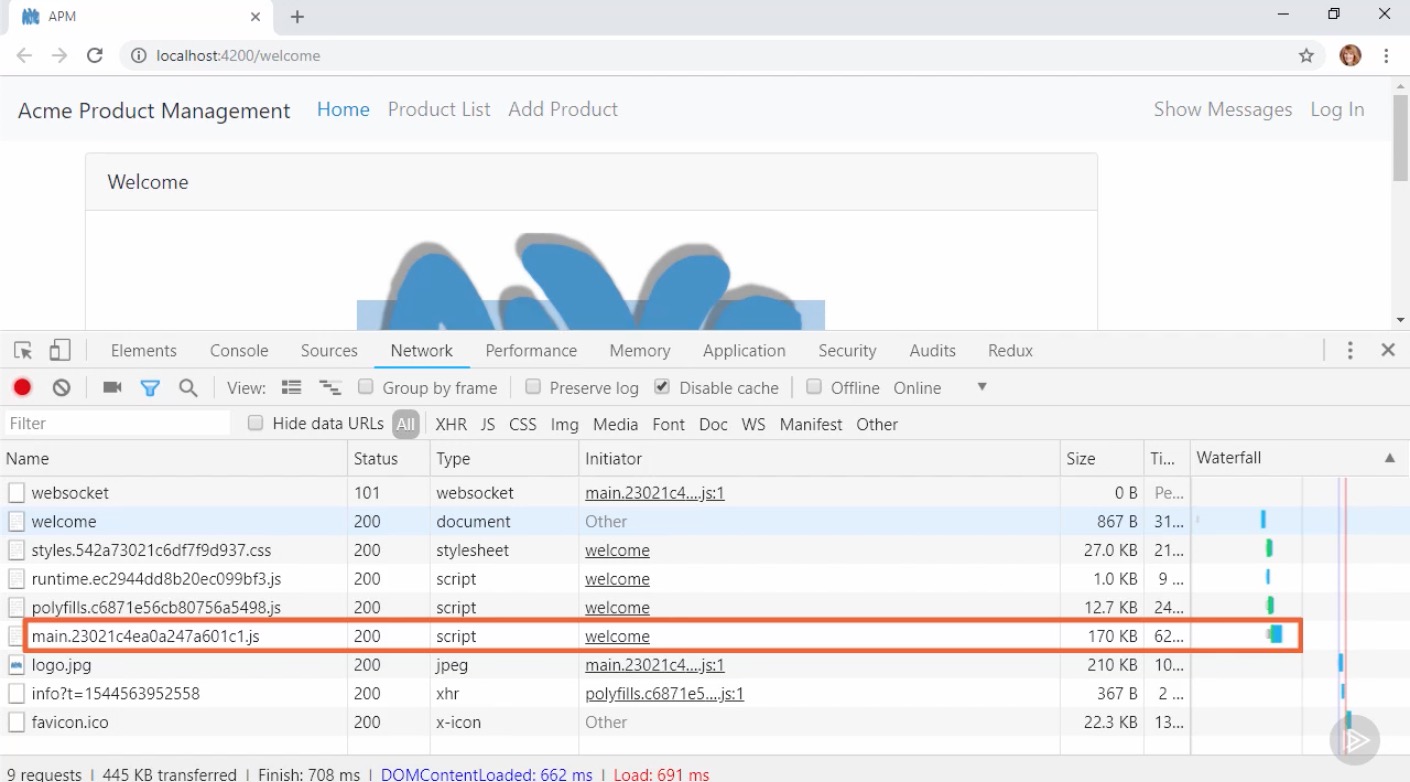 APM
localhost:4200/welcome
Acme Product Management Home Product List Add Product Show Messages Log In
Welcome
Elements Console Sources Network Performance Memory Application Security Audits Redux
View: Group by frame Preserve log Disable cache Offline Online
Filter Hide data URLs All XHR JS CSS Img Media Font Doc WS Manifest Other
Name Status Type Initiator Size Ti... Waterfall
websocket 101 websocket main.23021c4....js:1 0 B Pe...
welcome 200 document Other 867 B 31...
styles.542a73021c6df7f9d937.css 200 stylesheet welcome 27.0 KB 21...
runtime.ec2944dd8b20ec099bf3.js 200 script welcome 1.0 KB 9 ...
polyfills.c6871e56cb80756a5498.js 200 script welcome 12.7 KB 24...
main.23021c4ea0a247a601c1.js 200 script welcome 170 KB 62...
logo.jpg 200 jpeg main.23021c4....js:1 210 KB 10...
info?t=1544563952558 200 xhr polyfills.c6871e5....js:1 367 B 2 ...
favicon.ico 200 x-icon Other 22.3 KB 13...
9 requests | 445 KB transferred | Finish: 708 ms | DOMContentLoaded: 662 ms | Load: 691 ms